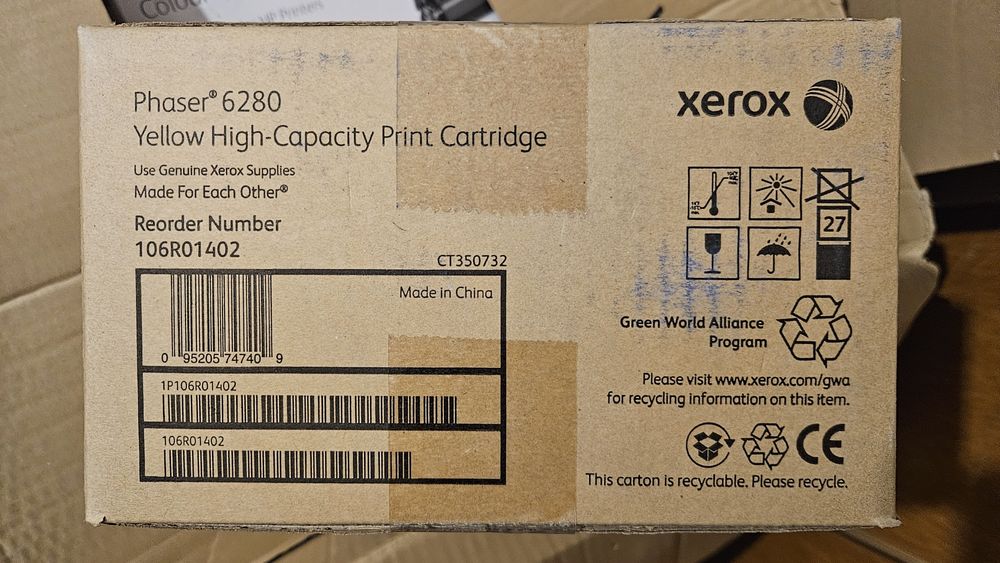 Colou
Printers
Phaser® 6280
Yellow High-Capacity Print Cartridge
Use Genuine Xerox Supplies
Made For Each Other®
Reorder Number
106R01402
CT350732
Made in China
0 95205 74740 9
1P106R01402
106R01402
xerox
27
Green World Alliance
Program
Please visit www.xerox.com/gwa
for recycling information on this item.
CE
This carton is recyclable. Please recycle.